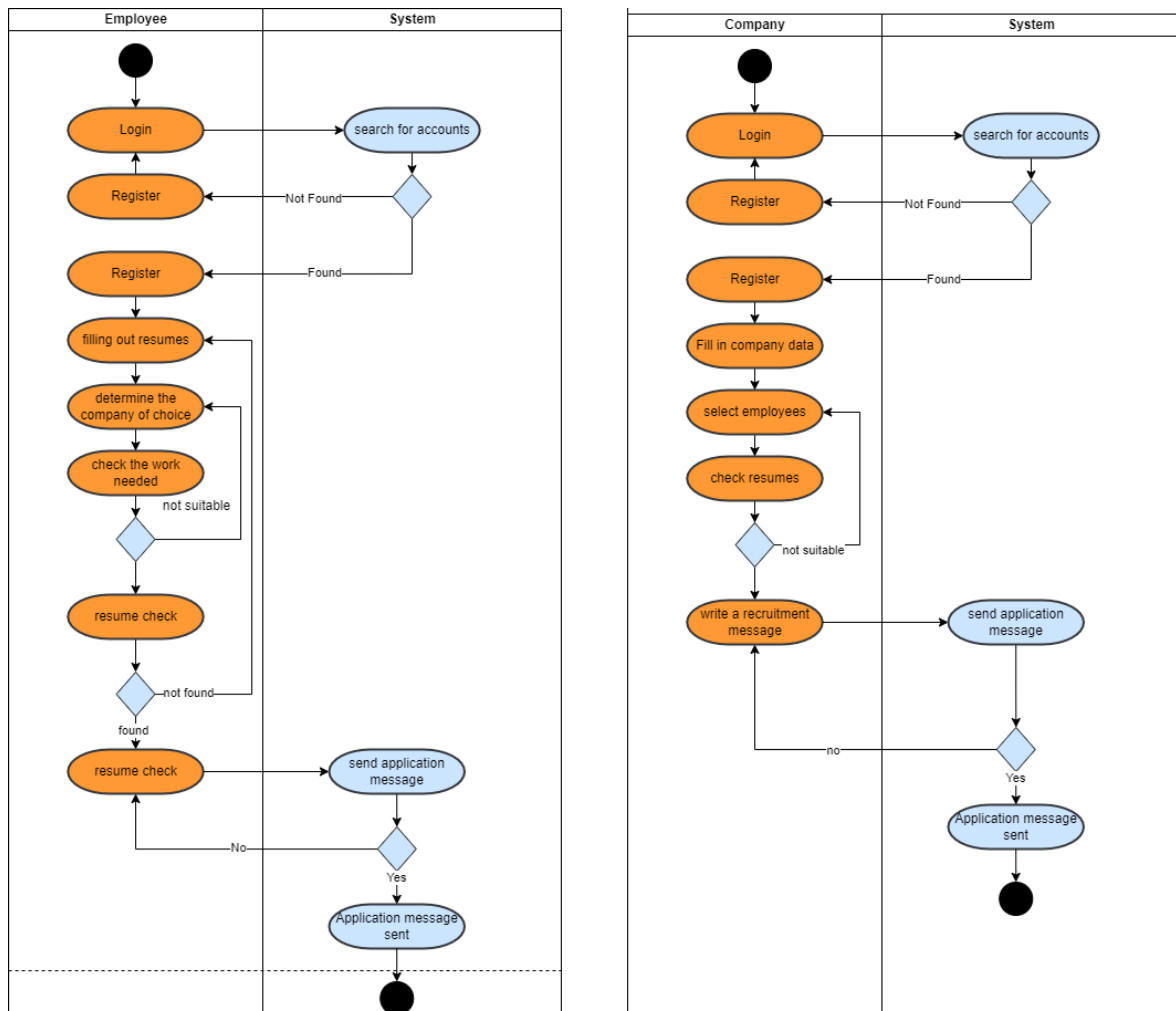 Employee
System
Login
search for accounts
Register
Not Found
Register
Found
filling out resumes
determine the
company of choice
check the work
needed
not suitable
resume check
not found
found
resume check
send application
message
No
Yes
Application message
sent
Company
System
Login
search for accounts
Register
Not Found
Register
Found
Fill in company data
select employees
check resumes
not suitable
write a recruitment
message
send application
message
no
Yes
Application message
sent